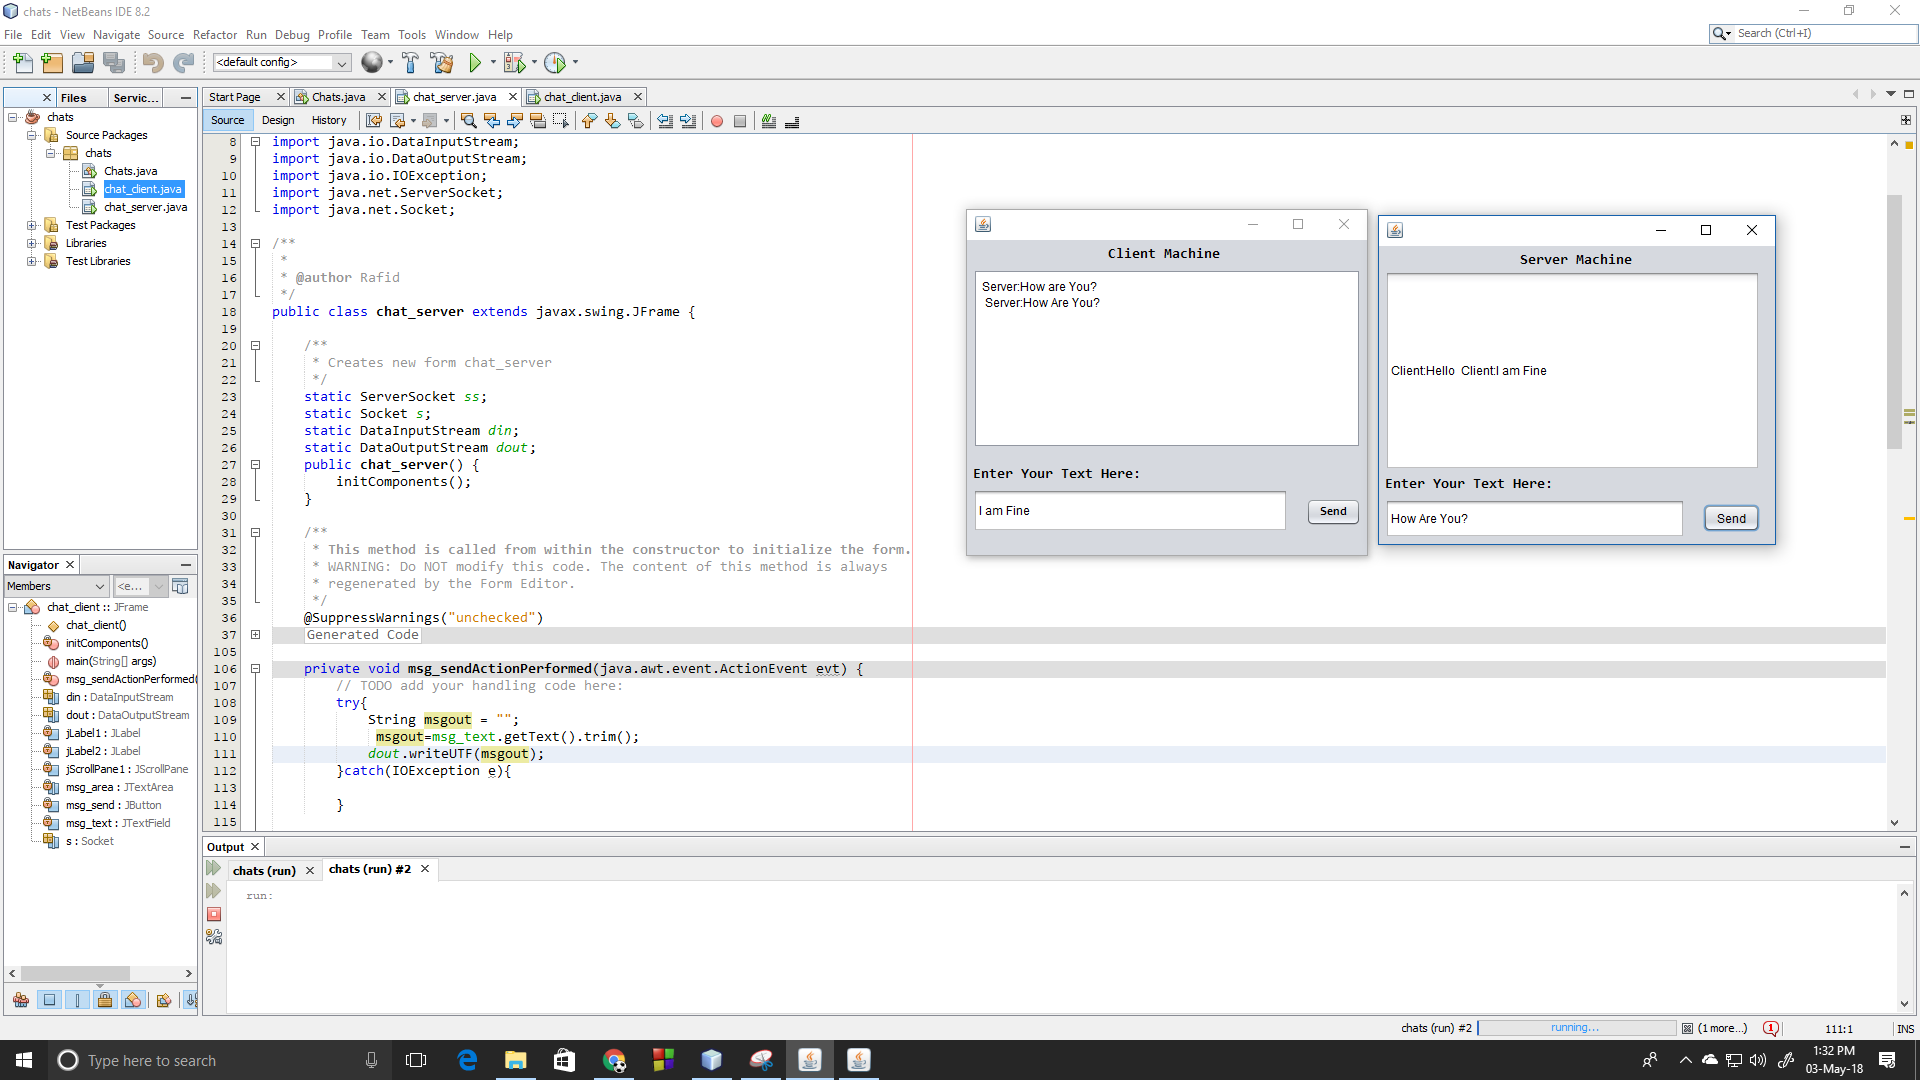 chats - NetBeans IDE 8.2
File Edit View Navigate Source Refactor Run Debug Profile Team Tools Window Help
Search (Ctrl+I)
<default config>
Files Servic...
chats
Source Packages
chats
Chats.java
chat_client.java
chat_server.java
Test Packages
Libraries
Test Libraries
Start Page Chats.java chat_server.java chat_client.java
Source Design History
8 import java.io.DataInputStream;
9 import java.io.DataOutputStream;
10 import java.io.IOException;
11 import java.net.ServerSocket;
12 import java.net.Socket;
13
14 /**
15 *
16 * @author Rafid
17 */
18 public class chat_server extends javax.swing.JFrame {
19
20 /**
21 * Creates new form chat_server
22 */
23 static ServerSocket ss;
24 static Socket s;
25 static DataInputStream din;
26 static DataOutputStream dout;
27 public chat_server() {
28 initComponents();
29 }
30
31 /**
32 * This method is called from within the constructor to initialize the form.
33 * WARNING: Do NOT modify this code. The content of this method is always
34 * regenerated by the Form Editor.
35 */
36 @SuppressWarnings("unchecked")
37 Generated Code
105
106 private void msg_sendActionPerformed(java.awt.event.ActionEvent evt) {
107 // TODO add your handling code here:
108 try{
109 String msgout = "";
110 msgout=msg_text.getText().trim();
111 dout.writeUTF(msgout);
112 }catch(IOException e){
113
114 }
115
Client Machine
Server:How are You?
Server:How Are You?
Enter Your Text Here:
I am Fine
Send
Server Machine
Client:Hello Client:I am Fine
Enter Your Text Here:
How Are You?
Send
Navigator
Members <e...
chat_client :: JFrame
chat_client()
initComponents()
main(String[] args)
msg_sendActionPerformed(
din : DataInputStream
dout : DataOutputStream
jLabel1 : JLabel
jLabel2 : JLabel
jScrollPane1 : JScrollPane
msg_area : JTextArea
msg_send : JButton
msg_text : JTextField
s : Socket
Output
chats (run) chats (run) #2
run:
chats (run) #2 running... (1 more...) 1 111:1 INS
Type here to search
1:32 PM
03-May-18